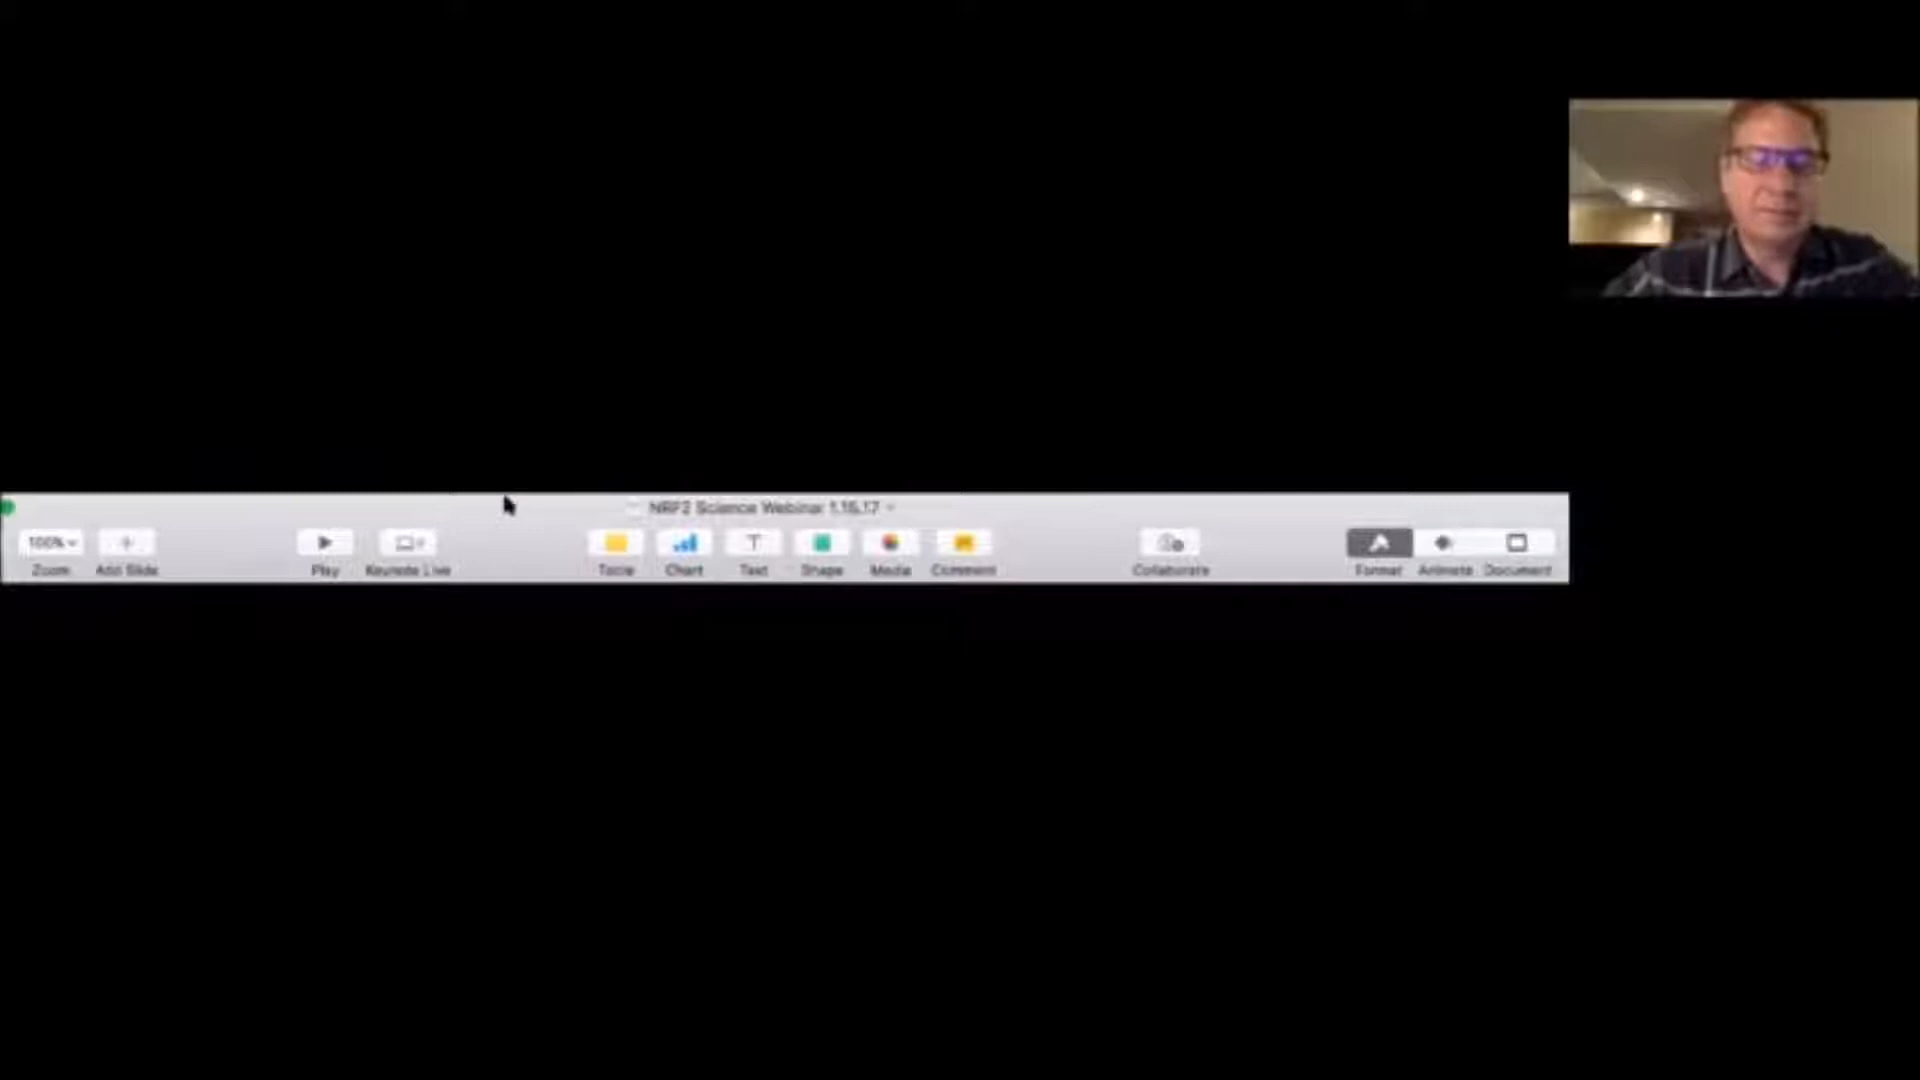 NRF2 Science Webinar 1.15.17
100%
Zoom Add Slide Play Keynote Live Table Chart Text Shape Media Comment Collaborate Format Animate Document